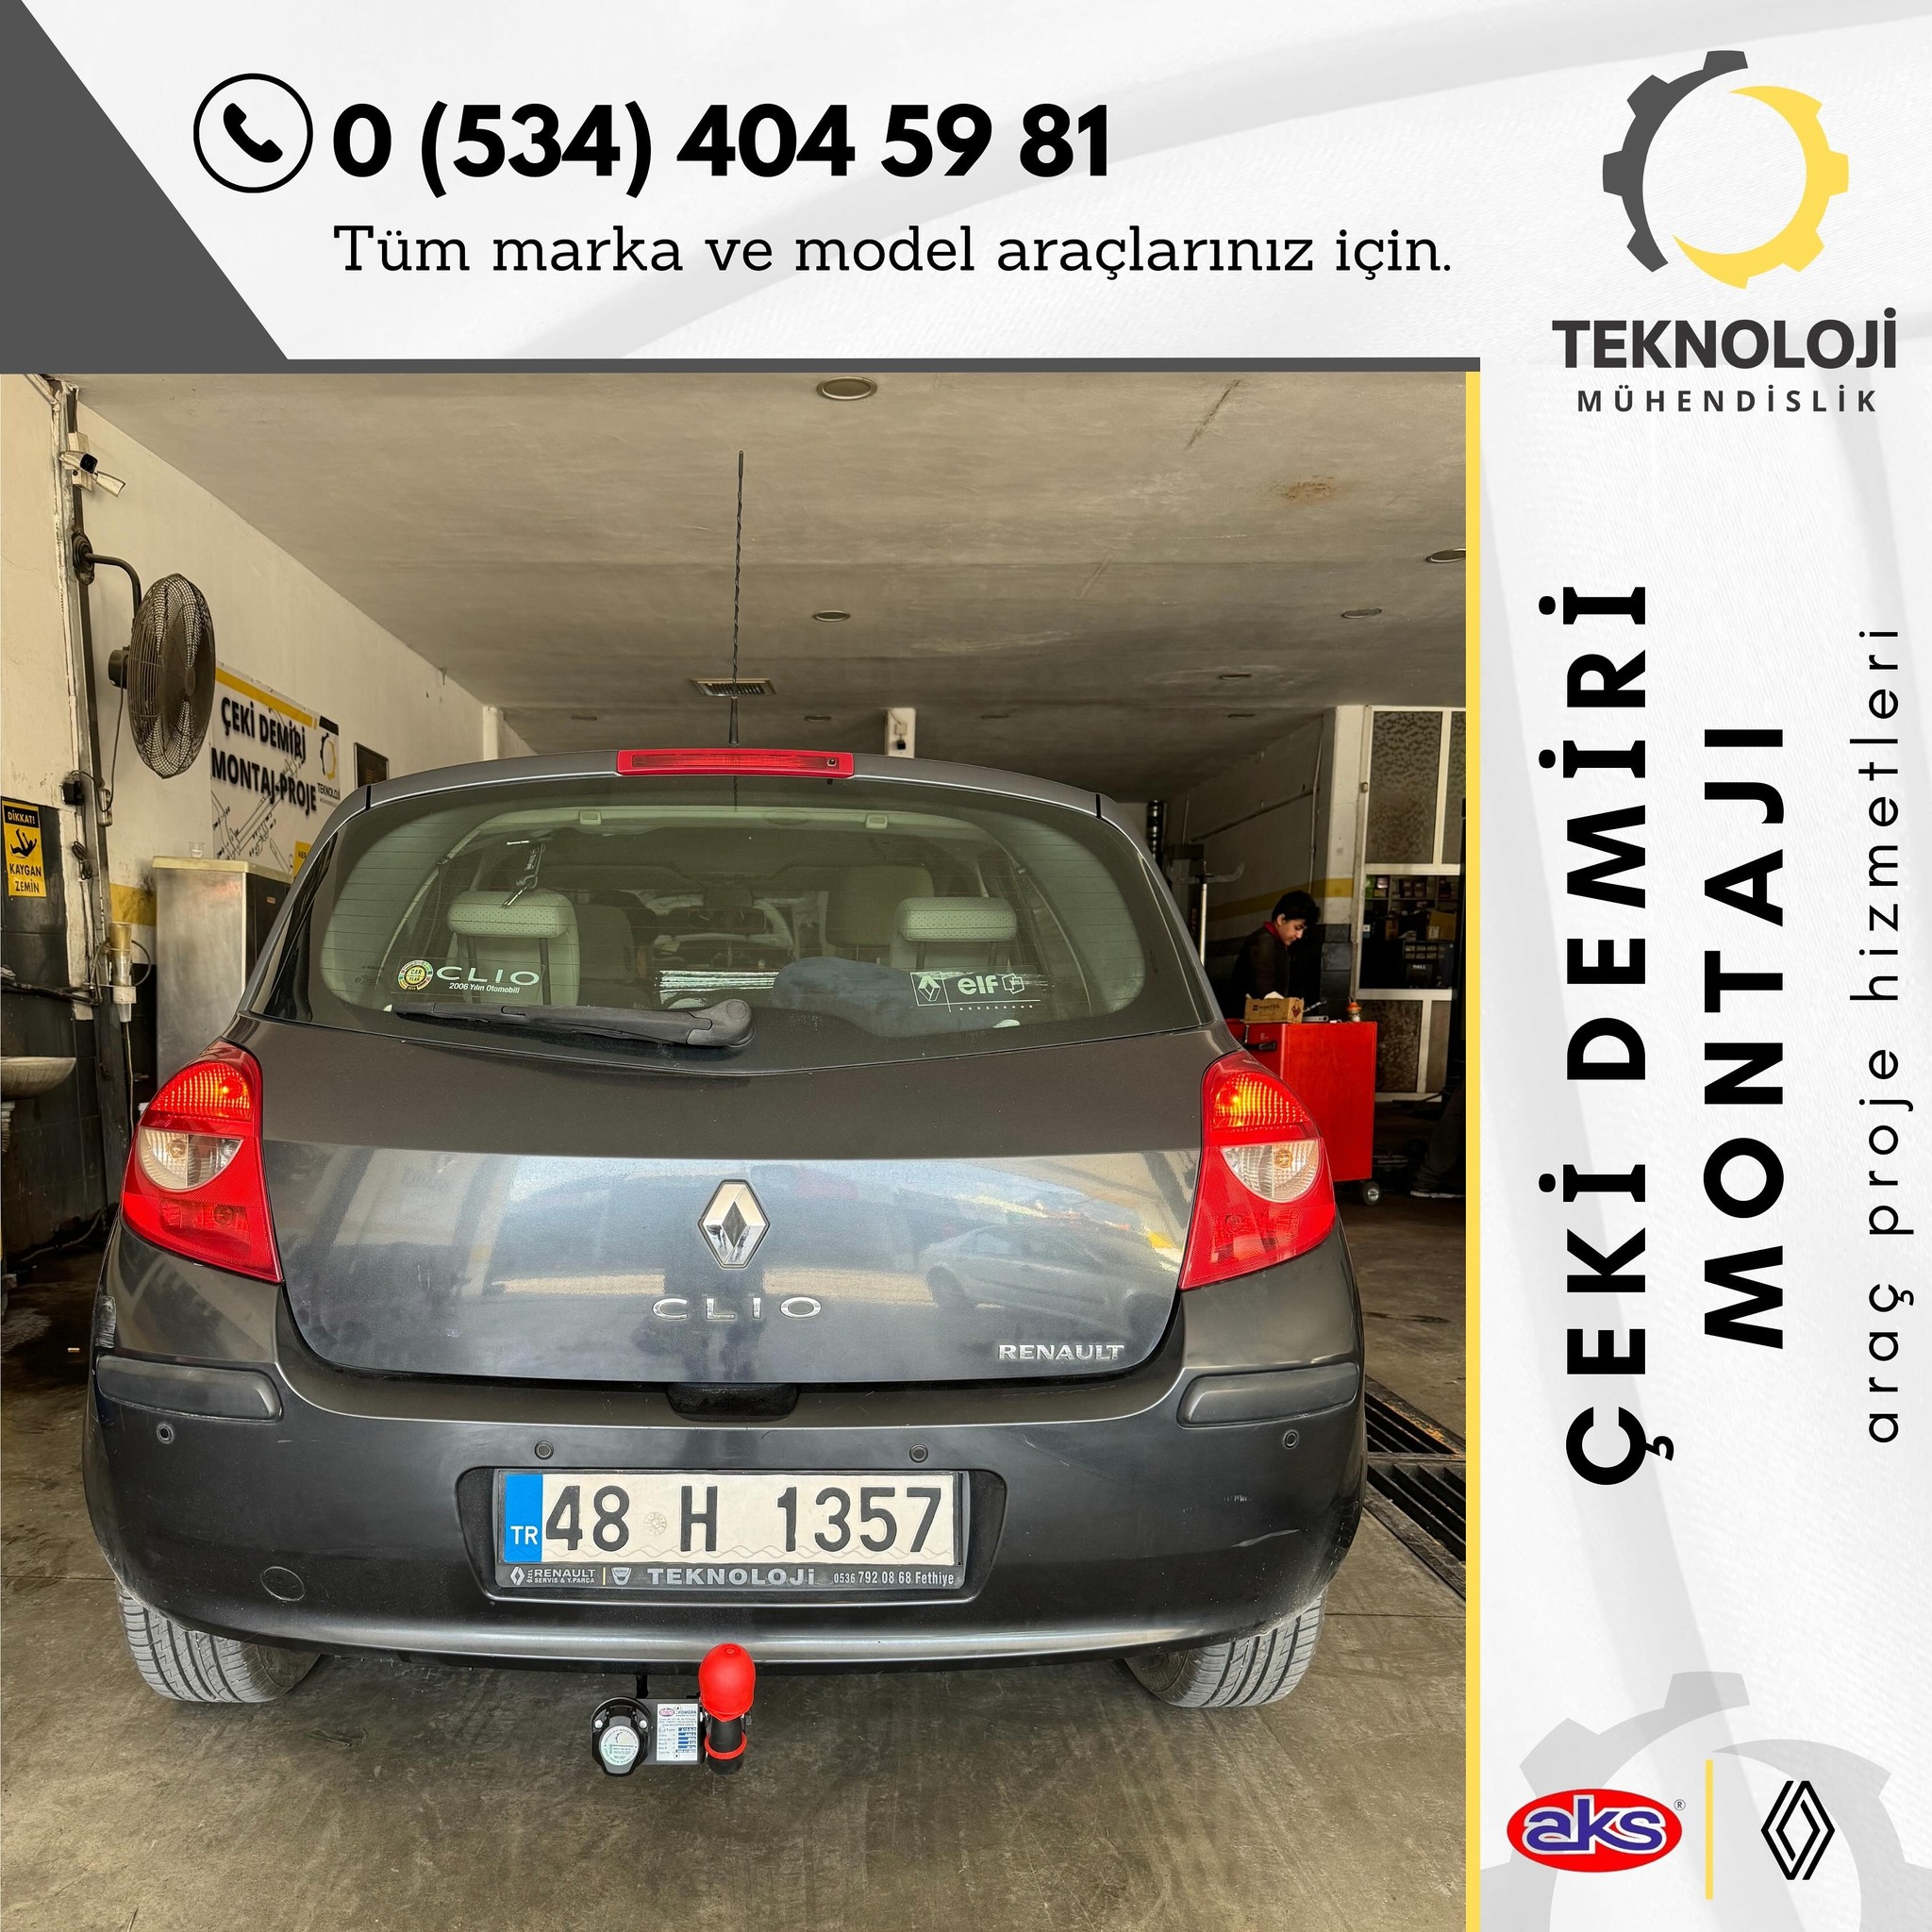 0 (534) 404 59 81
Tüm marka ve model araçlarınız için.
TEKNOLOJİ
MÜHENDİSLİK
ÇEKİ DEMİRİ
MONTAJI
araç proje hizmetleri
ÇEKİ DEMİRİ
MONTAJ-PROJE
TEKNOLOJİ
DİKKAT!
KAYGAN
ZEMİN
CLIO
2006 Yılın Otomobili
elf
CLIO
RENAULT
TR 48 H 1357
ÖZEL RENAULT
SERVİS & Y.PARÇA
TEKNOLOJİ
0536 792 08 68 Fethiye
aks®